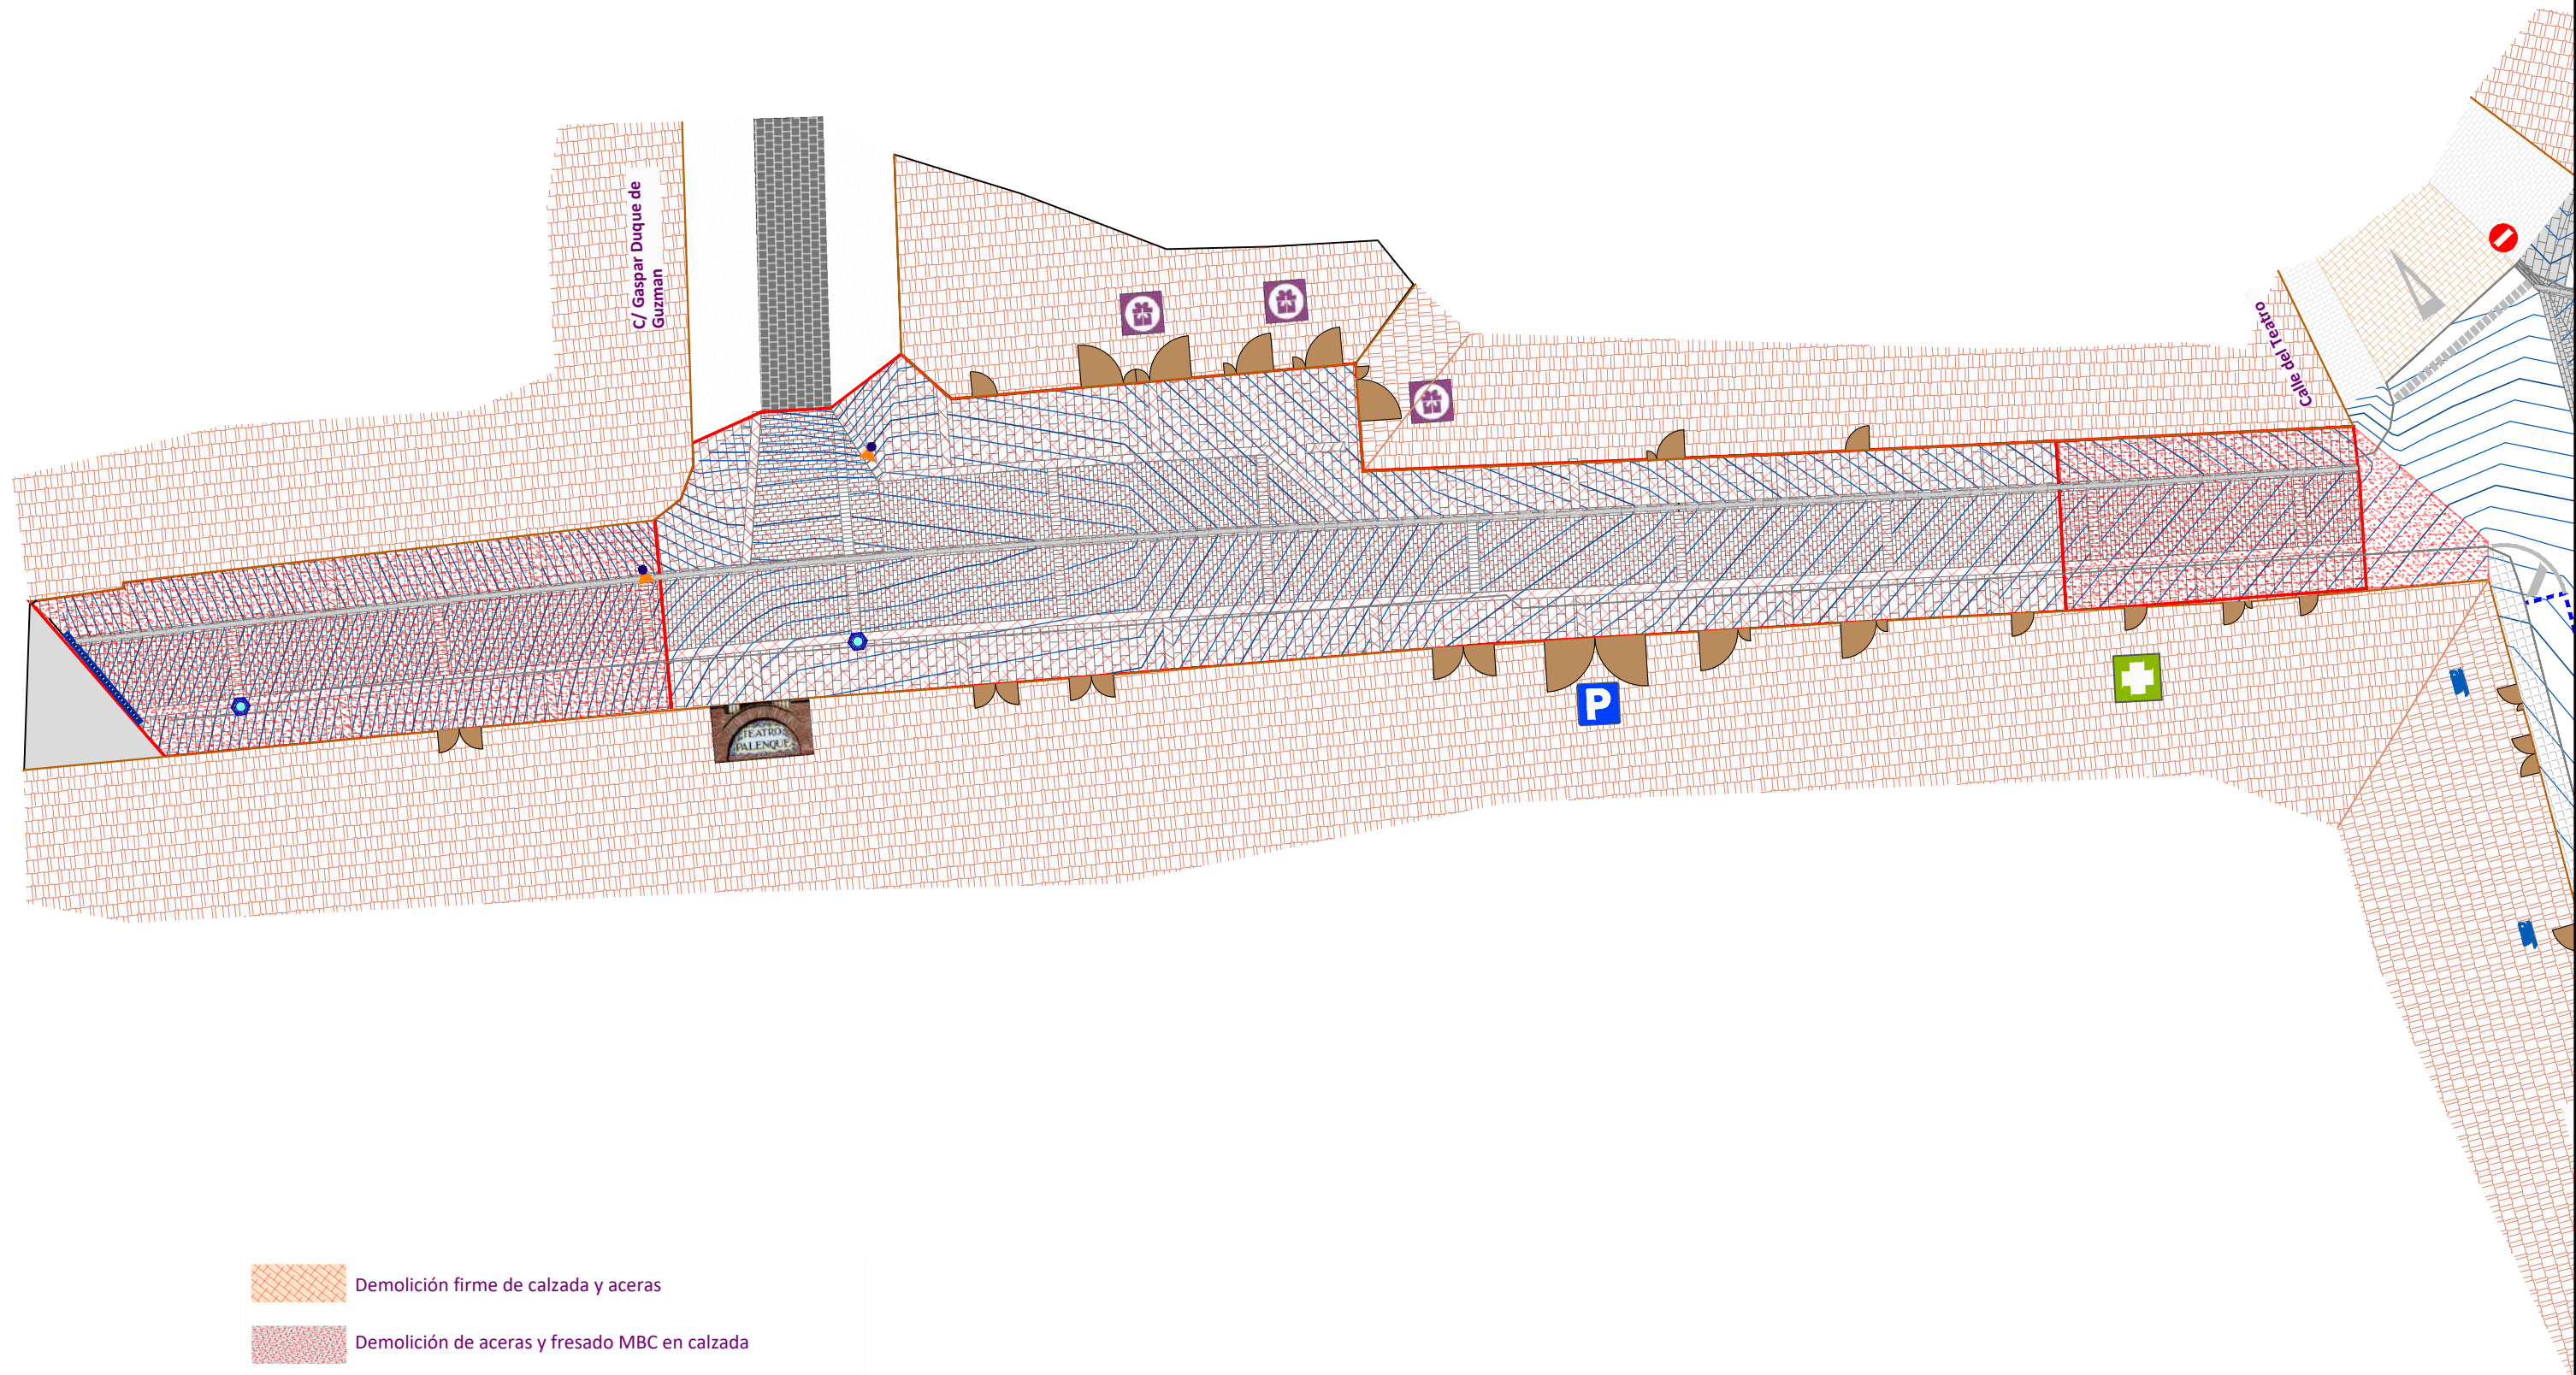 C/ Gaspar Duque de
Guzman
Calle del Teatro
TEATRO
PALENQUE
P
Demolición firme de calzada y aceras
Demolición de aceras y fresado MBC en calzada